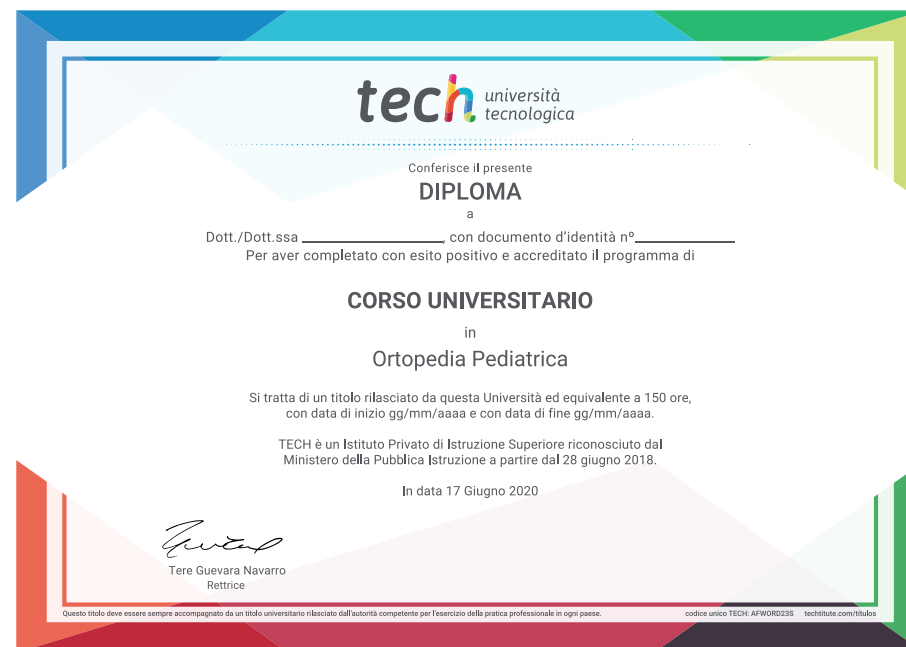 tech università
tecnologica
Conferisce il presente
DIPLOMA
a
Dott./Dott.ssa ____________________, con documento d'identità nº______________
Per aver completato con esito positivo e accreditato il programma di
CORSO UNIVERSITARIO
in
Ortopedia Pediatrica
Si tratta di un titolo rilasciato da questa Università ed equivalente a 150 ore,
con data di inizio gg/mm/aaaa e con data di fine gg/mm/aaaa.
TECH è un Istituto Privato di Istruzione Superiore riconosciuto dal
Ministero della Pubblica Istruzione a partire dal 28 giugno 2018.
In data 17 Giugno 2020
Tere Guevara Navarro
Rettrice
Questo titolo deve essere sempre accompagnato da un titolo universitario rilasciato dall'autorità competente per l'esercizio della pratica professionale in ogni paese. codice unico TECH: AFWORD23S techtitute.com/títulos